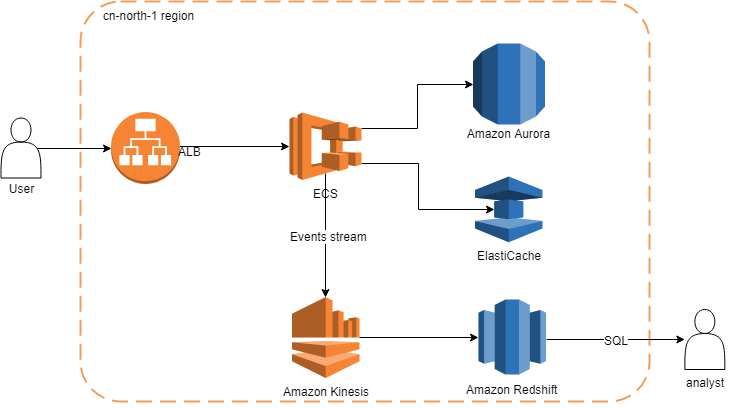 cn-north-1 region
Amazon Aurora
ALB
User
ECS
Events stream
ElastiCache
SQL
analyst
Amazon Kinesis
Amazon Redshift